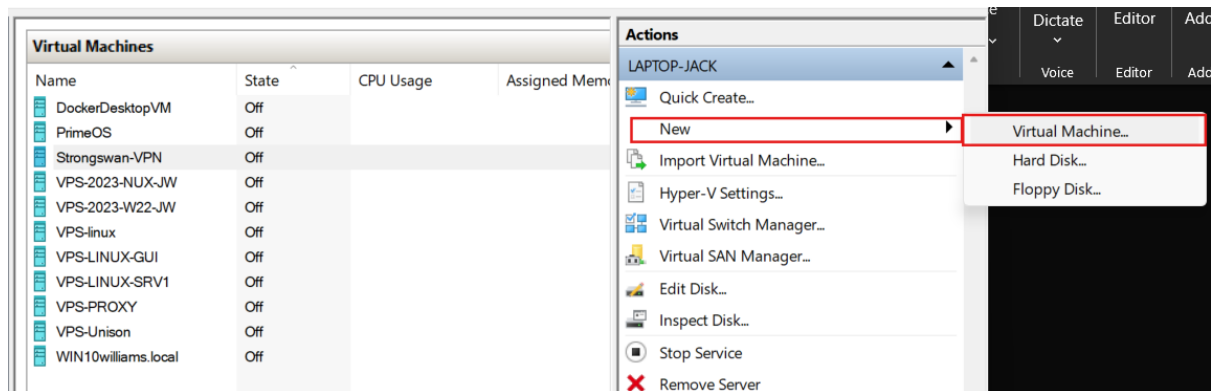 Virtual Machines
Name State CPU Usage Assigned Mem
DockerDesktopVM Off
PrimeOS Off
Strongswan-VPN Off
VPS-2023-NUX-JW Off
VPS-2023-W22-JW Off
VPS-linux Off
VPS-LINUX-GUI Off
VPS-LINUX-SRV1 Off
VPS-PROXY Off
VPS-Unison Off
WIN10williams.local Off
Actions
LAPTOP-JACK
Quick Create...
New
Import Virtual Machine...
Hyper-V Settings...
Virtual Switch Manager...
Virtual SAN Manager...
Edit Disk...
Inspect Disk...
Stop Service
Remove Server
Virtual Machine...
Hard Disk...
Floppy Disk...
Dictate Editor Add
Voice Editor Add